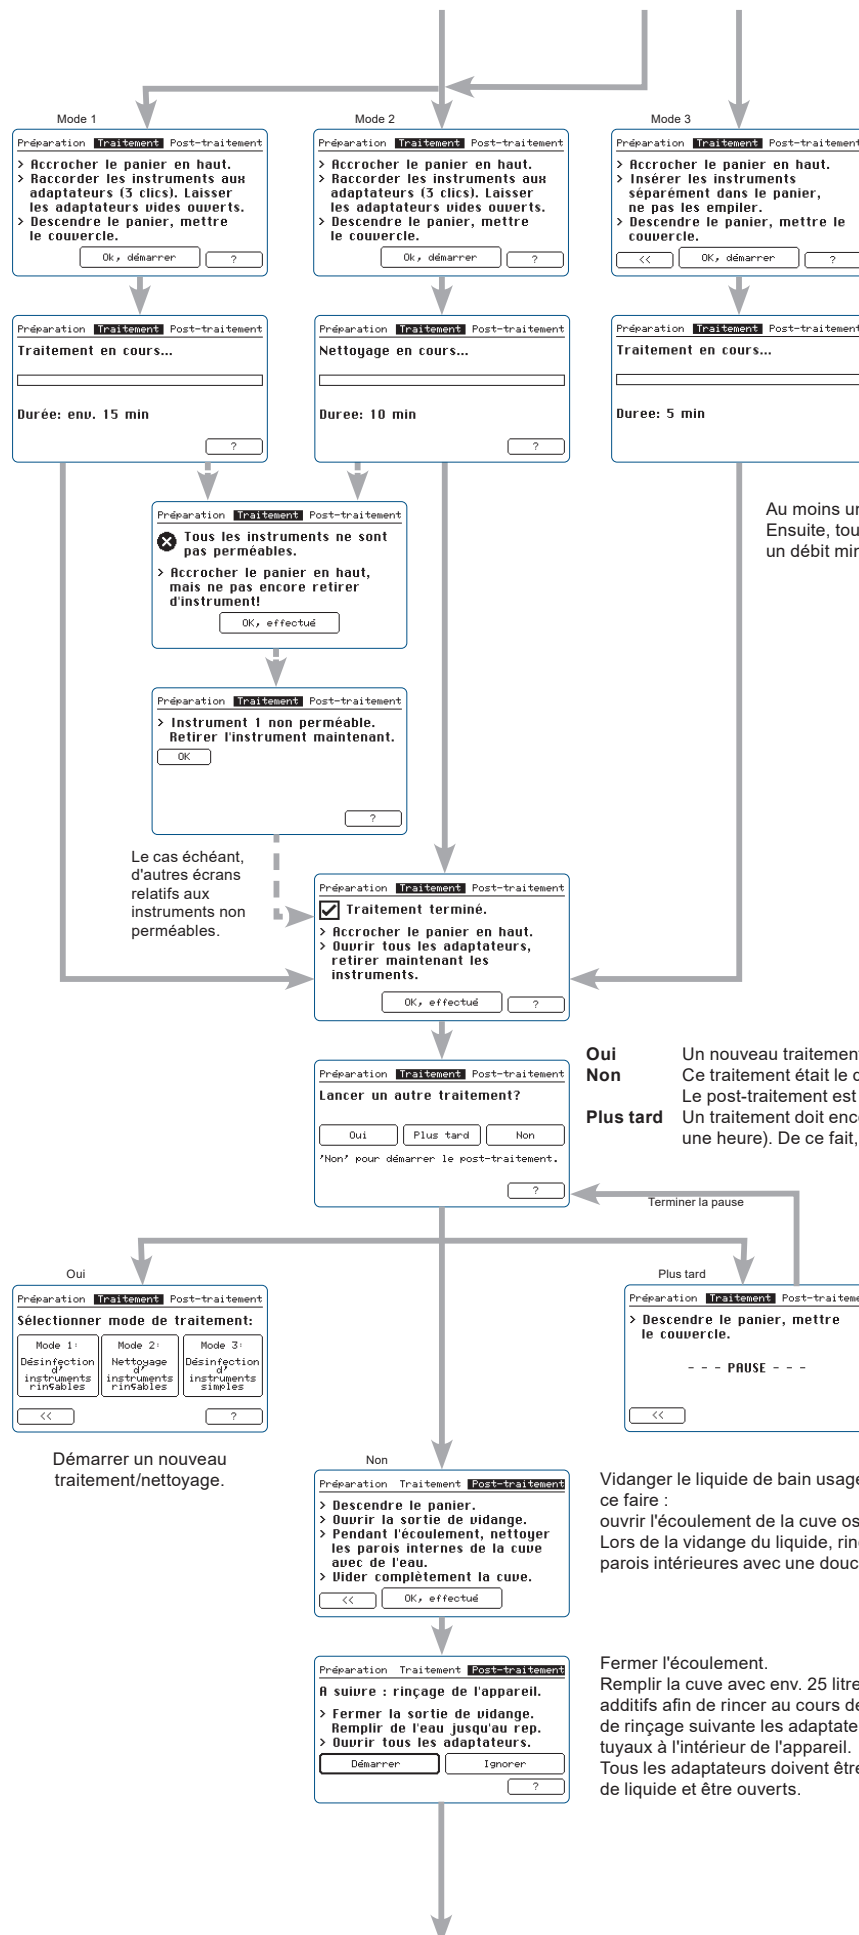 Mode 1
Préparation Traitement Post-traitement
> Accrocher le panier en haut.
> Raccorder les instruments aux
adaptateurs (3 clics). Laisser
les adaptateurs vides ouverts.
> Descendre le panier, mettre
le couvercle.
Ok, démarrer
?
Mode 2
Préparation Traitement Post-traitement
> Accrocher le panier en haut.
> Raccorder les instruments aux
adaptateurs (3 clics). Laisser
les adaptateurs vides ouverts.
> Descendre le panier, mettre
le couvercle.
Ok, démarrer
?
Mode 3
Préparation Traitement Post-traitement
> Accrocher le panier en haut.
> Insérer les instruments
séparément dans le panier,
ne pas les empiler.
> Descendre le panier, mettre le
couvercle.
<<
OK, démarrer
?
Préparation Traitement Post-traitement
Traitement en cours...
Durée: env. 15 min
?
Préparation Traitement Post-traitement
Nettoyage en cours...
Duree: 10 min
?
Préparation Traitement Post-traitement
Traitement en cours...
Duree: 5 min
Au moins
Ensuite,
un débit
Préparation Traitement Post-traitement
Tous les instruments ne sont
pas perméables.
> Accrocher le panier en haut,
mais ne pas encore retirer
d'instrument!
OK, effectué
Préparation Traitement Post-traitement
> Instrument 1 non perméable.
Retirer l'instrument maintenant.
OK
?
Le cas échéant,
d'autres écrans
relatifs aux
instruments non
perméables.
Préparation Traitement Post-traitement
Traitement terminé.
> Accrocher le panier en haut.
> Ouvrir tous les adaptateurs,
retirer maintenant les
instruments.
OK, effectué
?
Préparation Traitement Post-traitement
Lancer un autre traitement?
Oui
Plus tard
Non
'Non' pour démarrer le post-traitement.
?
Oui Un nouveau traitement
Non Ce traitement était le
Le post-traitement est
Plus tard Un traitement doit
une heure). De ce fait,
Terminer la pause
Oui
Préparation Traitement Post-traitement
Sélectionner mode de traitement:
Mode 1:
Désinfection
d'
instruments
rinçables
Mode 2:
Nettoyage
d'
instruments
rinçables
Mode 3:
Désinfection
d'
instruments
simples
<<
?
Démarrer un nouveau
traitement/nettoyage.
Plus tard
Préparation Traitement
> Descendre le panier, mettre
le couvercle.
- - - PAUSE - - -
<<
Non
Préparation Traitement Post-traitement
> Descendre le panier.
> Ouvrir la sortie de vidange.
> Pendant l'écoulement, nettoyer
les parois internes de la cuve
avec de l'eau.
> Vider complètement la cuve.
<<
OK, effectué
Vidanger le liquide de bain
ce faire :
ouvrir l'écoulement de la cuve
Lors de la vidange du liquide,
parois intérieures avec une
Préparation Traitement Post-traitement
A suivre : rinçage de l'appareil.
> Fermer la sortie de vidange.
Remplir de l'eau jusqu'au rep.
> Ouvrir tous les adaptateurs.
Démarrer
Ignorer
?
Fermer l'écoulement.
Remplir la cuve avec env. 25
additifs afin de rincer au cours
de rinçage suivante les
tuyaux à l'intérieur de l'appareil.
Tous les adaptateurs doivent
de liquide et être ouverts.